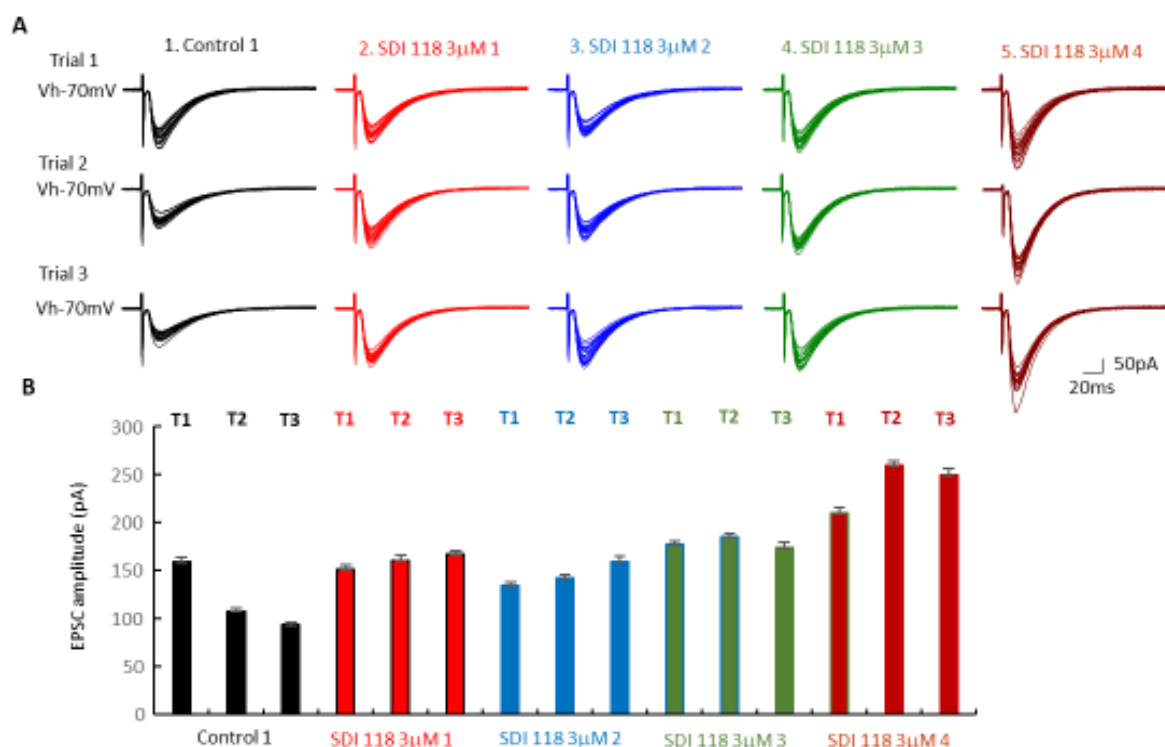 A
1. Control 1
2. SDI 118 3μM 1
3. SDI 118 3μM 2
4. SDI 118 3μM 3
5. SDI 118 3μM 4
Trial 1
Vh-70mV
Trial 2
Vh-70mV
Trial 3
Vh-70mV
50pA
20ms
B
T1 T2 T3 T1 T2 T3 T1 T2 T3 T1 T2 T3 T1 T2 T3
EPSC amplitude (pA)
300
250
200
150
100
50
0
Control 1
SDI 118 3μM 1
SDI 118 3μM 2
SDI 118 3μM 3
SDI 118 3μM 4